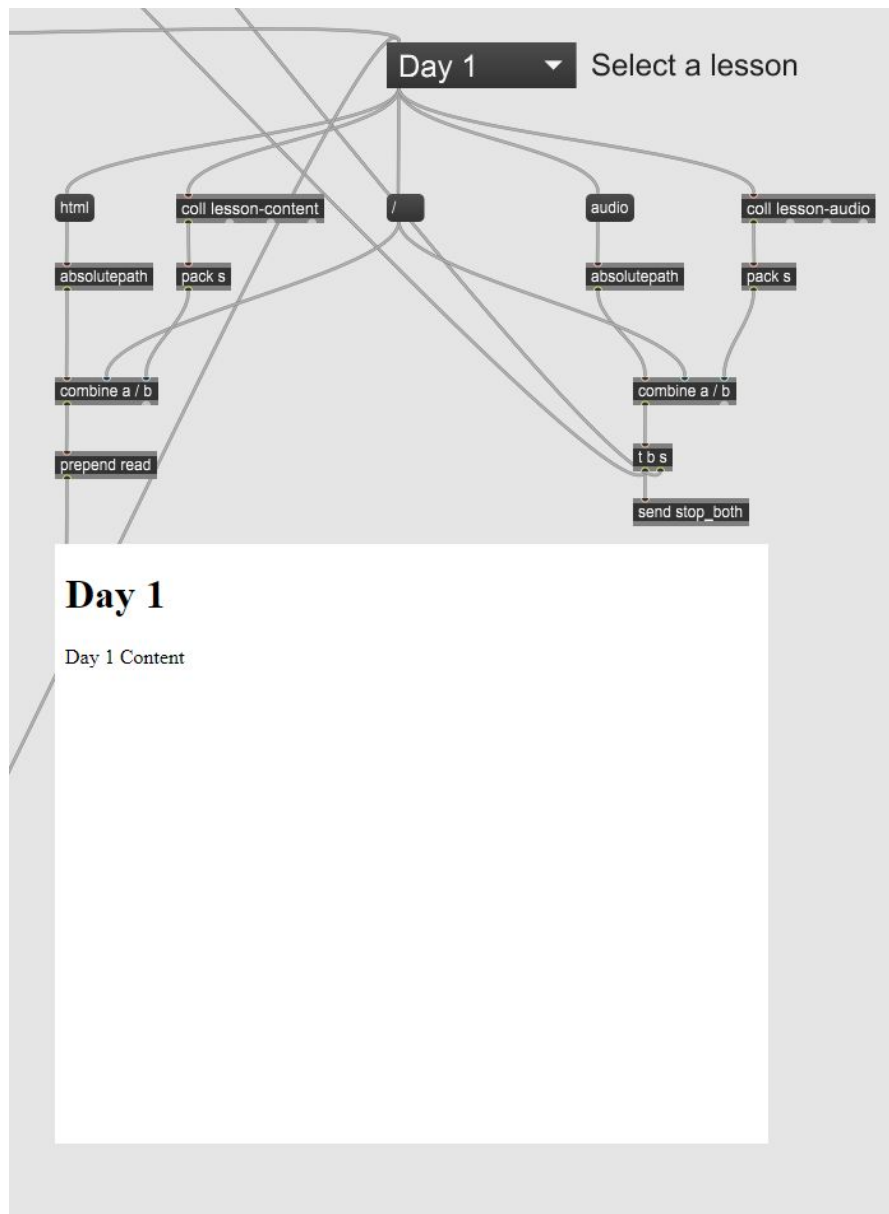 Day 1
Select a lesson
html
coll lesson-content
/
audio
coll lesson-audio
absolutepath
pack s
absolutepath
pack s
combine a / b
combine a / b
prepend read
t b s
send stop_both
Day 1
Day 1 Content